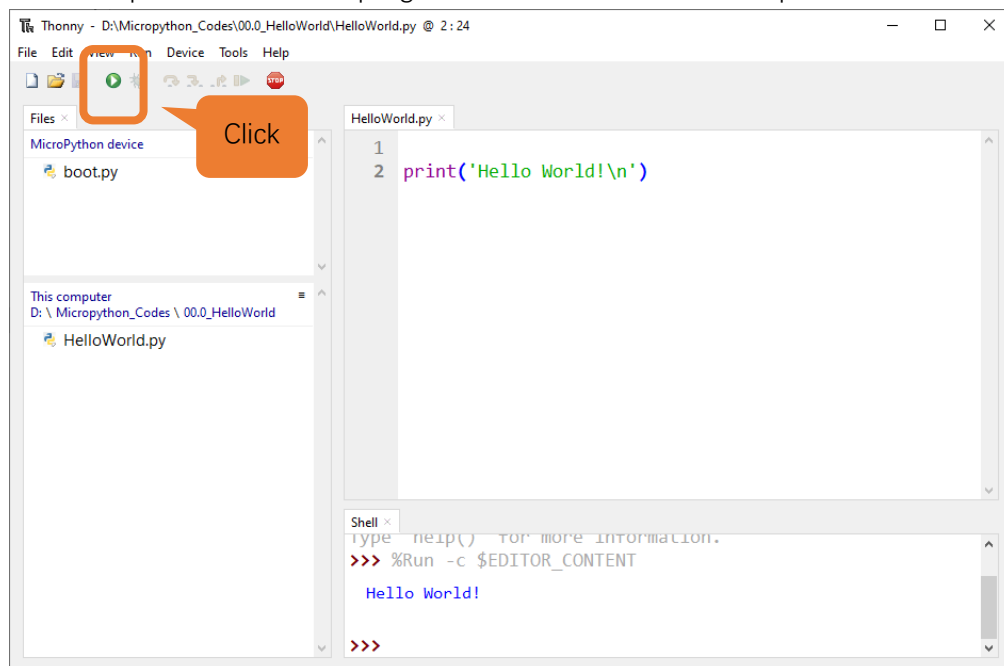 Thonny - D:\Micropython_Codes\00.0_HelloWorld\HelloWorld.py @ 2:24
File Edit View Run Device Tools Help
STOP
Click
Files
MicroPython device
boot.py
This computer
D: \ Micropython_Codes \ 00.0_HelloWorld
HelloWorld.py
HelloWorld.py
1
2 print('Hello World!\n')
Shell
Type "help()" for more information.
>>> %Run -c $EDITOR_CONTENT
Hello World!
>>>